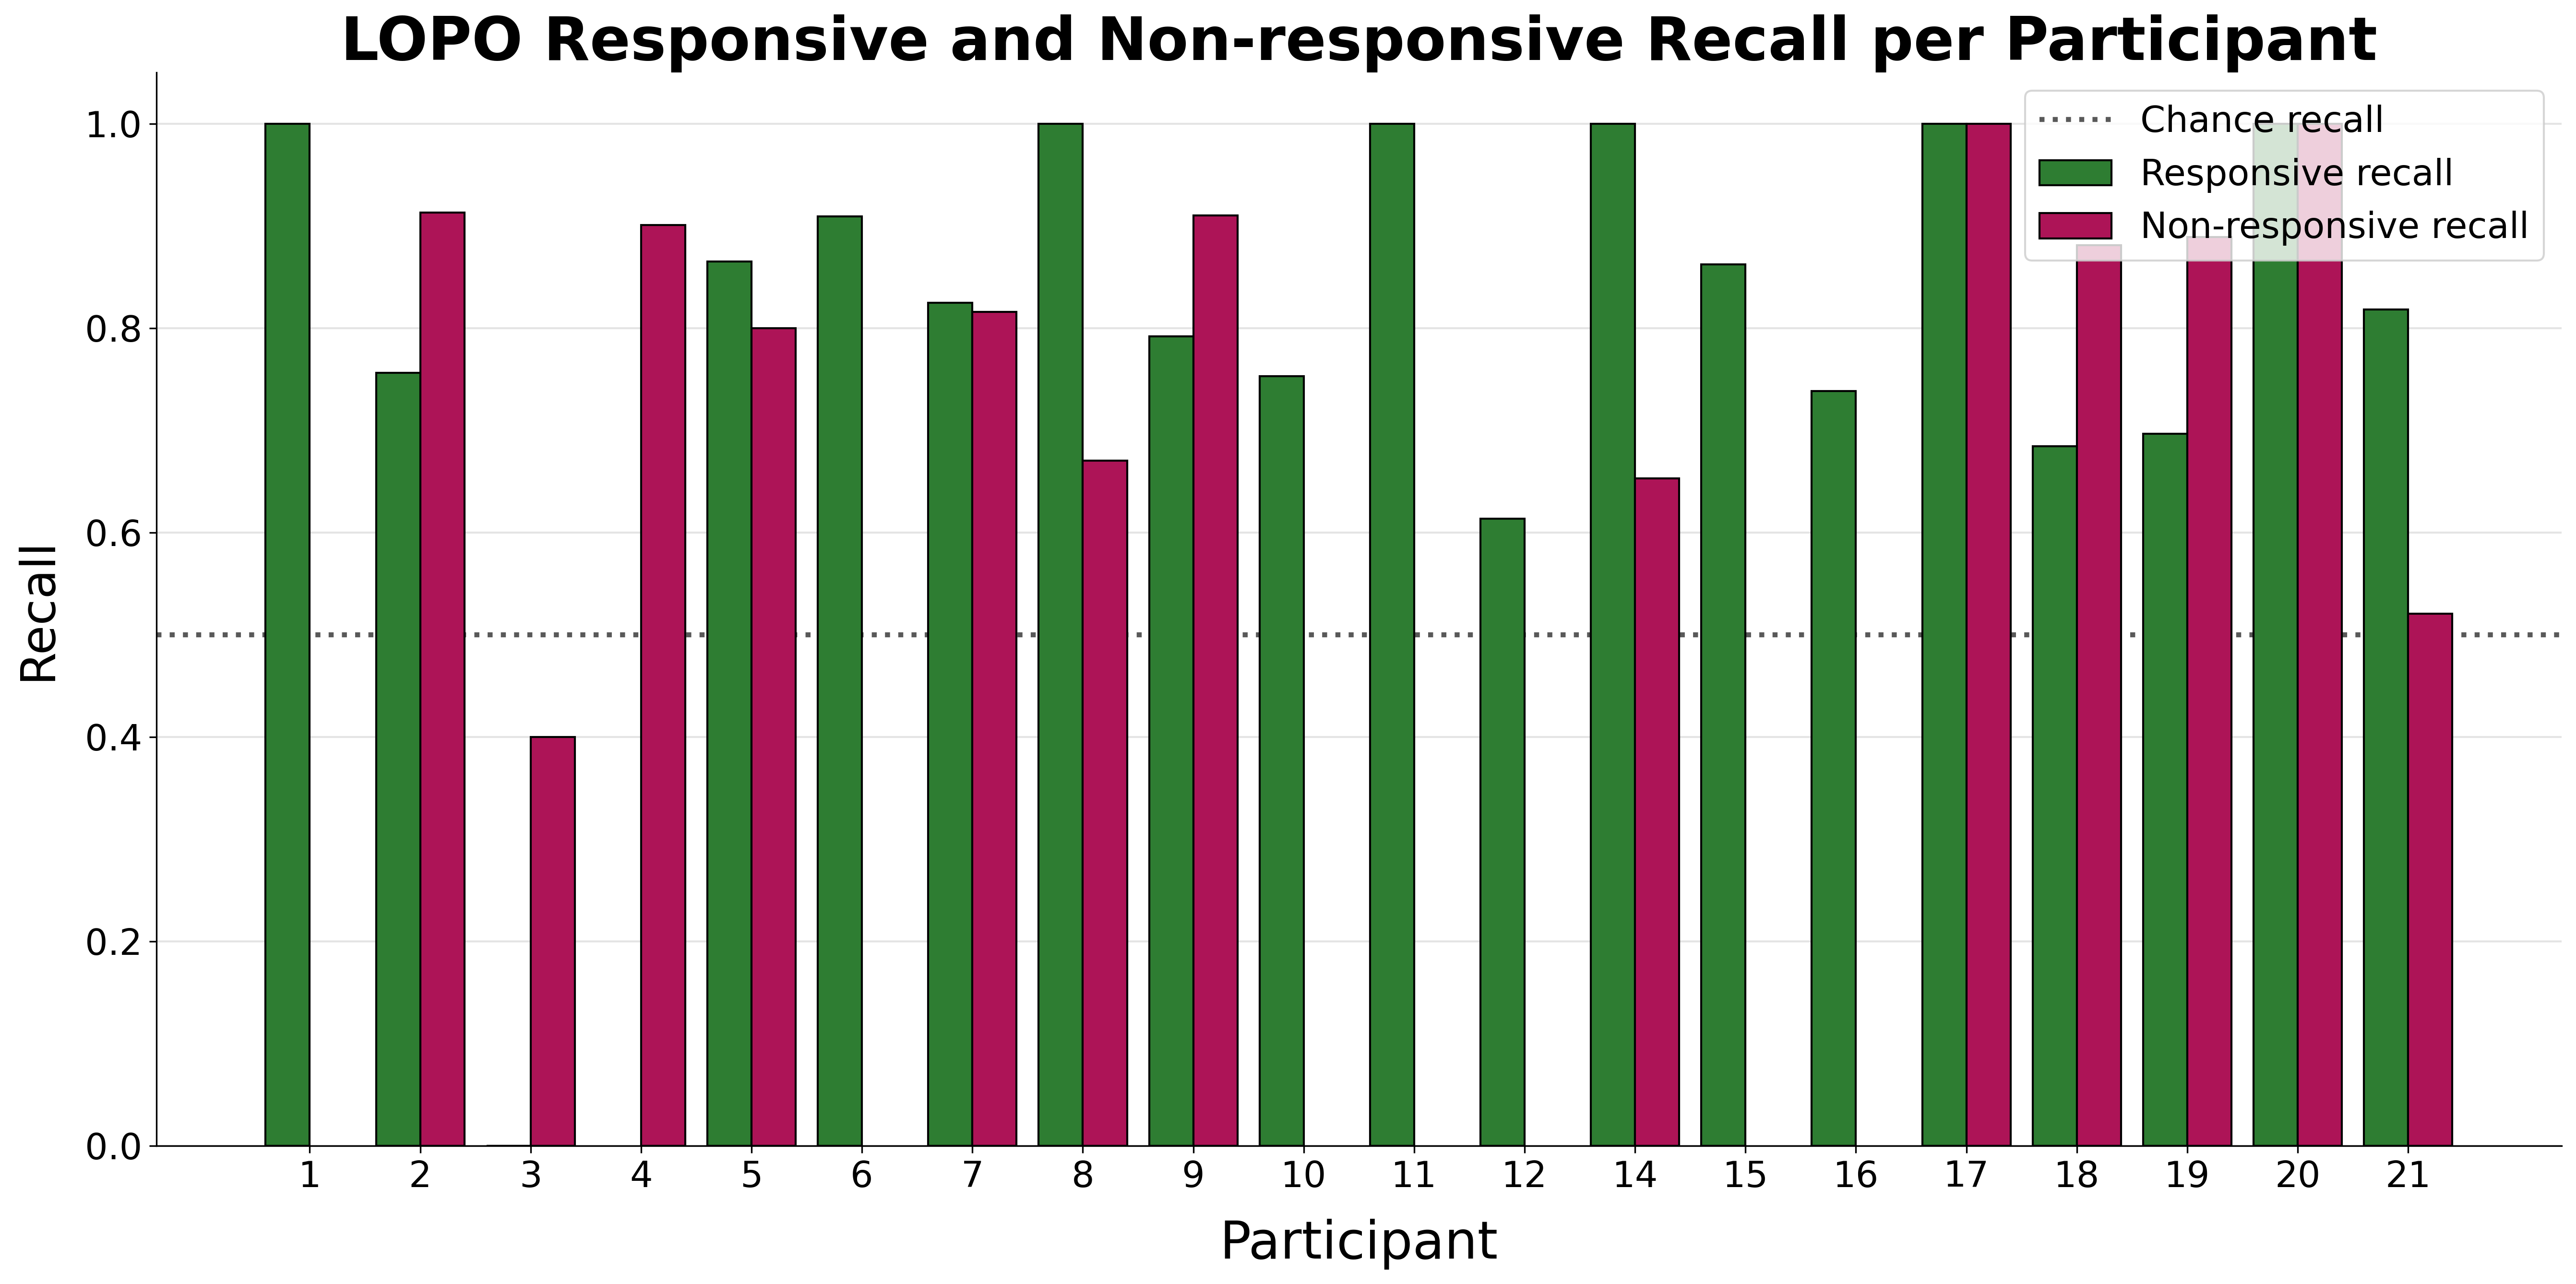 LOPO Responsive and Non-responsive Recall per Participant
Chance recall
Responsive recall
Non-responsive recall
1.0
0.8
0.6
0.4
0.2
0.0
Recall
1 2 3 4 5 6 7 8 9 10 11 12 14 15 16 17 18 19 20 21
Participant